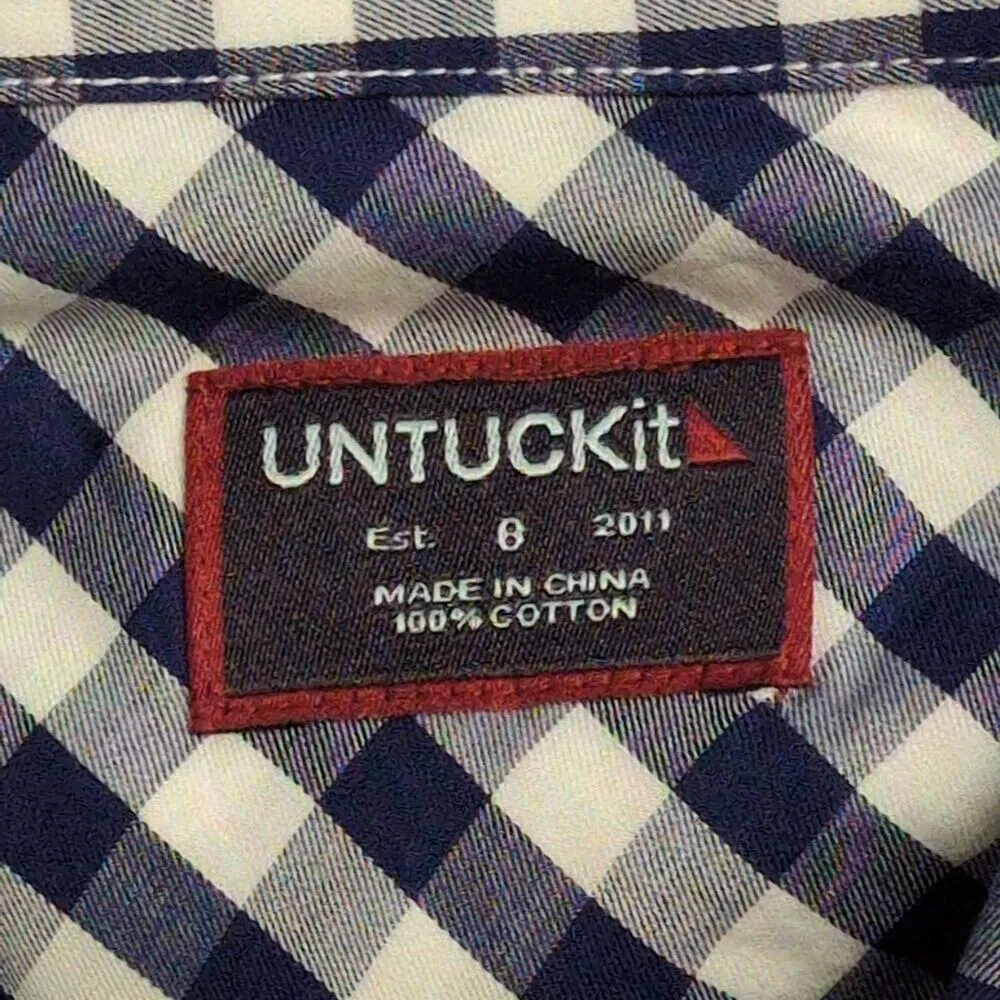 UNTUCKit
Est. 8 2011
MADE IN CHINA
100% COTTON